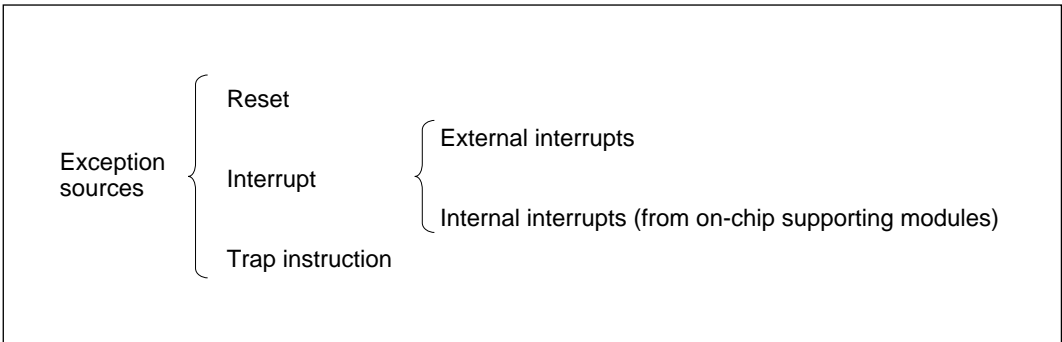 Reset
External interrupts
Exception
sources
Interrupt
Internal interrupts (from on-chip supporting modules)
Trap instruction